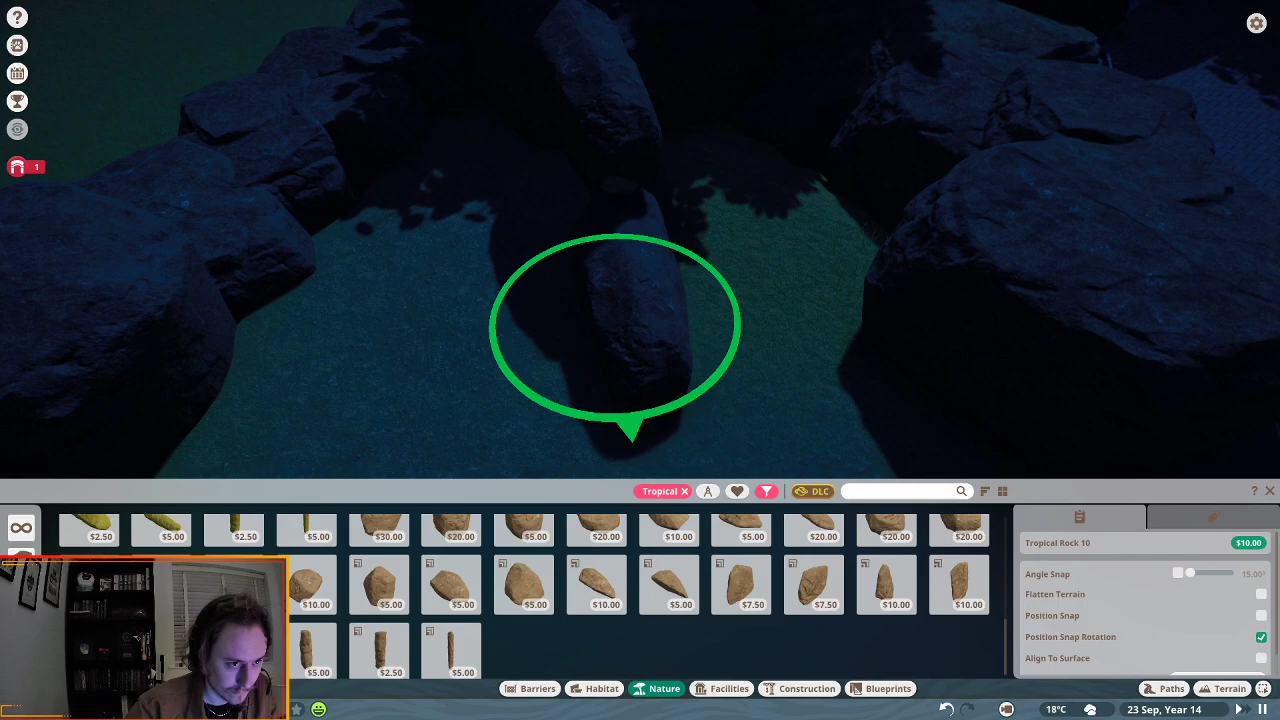 ?
1
Tropical ×
DLC
? ×
$2.50
$5.00
$2.50
$5.00
$30.00
$20.00
$5.00
$20.00
$10.00
$5.00
$20.00
$20.00
$20.00
$10.00
$5.00
$5.00
$5.00
$10.00
$5.00
$7.50
$7.50
$10.00
$10.00
$5.00
$2.50
$5.00
Tropical Rock 10
$10.00
Angle Snap
15.00°
Flatten Terrain
Position Snap
Position Snap Rotation
Align To Surface
Barriers
Habitat
Nature
Facilities
Construction
Blueprints
Paths
Terrain
18°C
23 Sep, Year 14